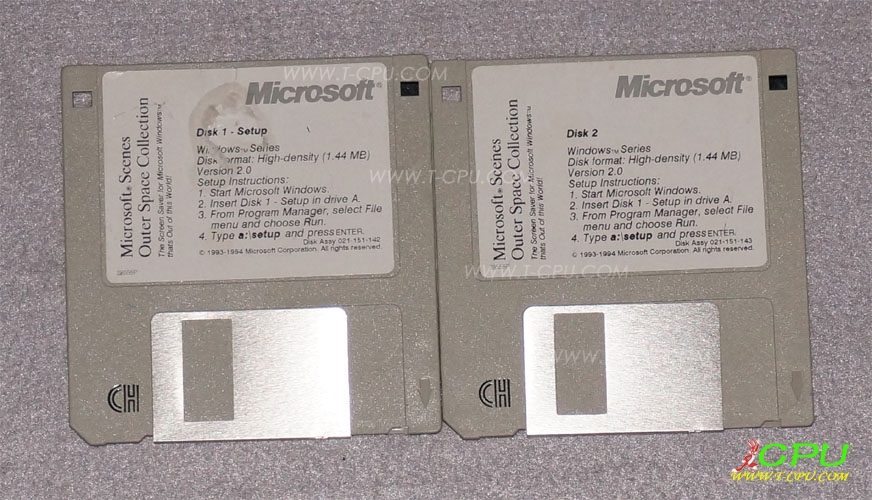 Microsoft®
Microsoft® Scenes
Outer Space Collection
The Screen Saver for Microsoft Windows™
that's Out of this World!
Disk 1 - Setup
Windows™ Series
Disk format: High-density (1.44 MB)
Version 2.0
Setup Instructions:
1. Start Microsoft Windows.
2. Insert Disk 1 - Setup in drive A.
3. From Program Manager, select File
menu and choose Run.
4. Type a:\setup and press ENTER.
Disk Assy 021-151-142
© 1993-1994 Microsoft Corporation. All rights reserved.
Microsoft®
Microsoft® Scenes
Outer Space Collection
The Screen Saver for Microsoft Windows™
that's Out of this World!
Disk 2
Windows™ Series
Disk format: High-density (1.44 MB)
Version 2.0
Setup Instructions:
1. Start Microsoft Windows.
2. Insert Disk 1 - Setup in drive A.
3. From Program Manager, select File
menu and choose Run.
4. Type a:\setup and press ENTER.
Disk Assy 021-151-143
© 1993-1994 Microsoft Corporation. All rights reserved.
WWW.T-CPU.COM
WWW.T-CPU.COM
WWW.T-CPU.COM
WWW.T-CPU.COM
CPU
WWW.T-CPU.COM